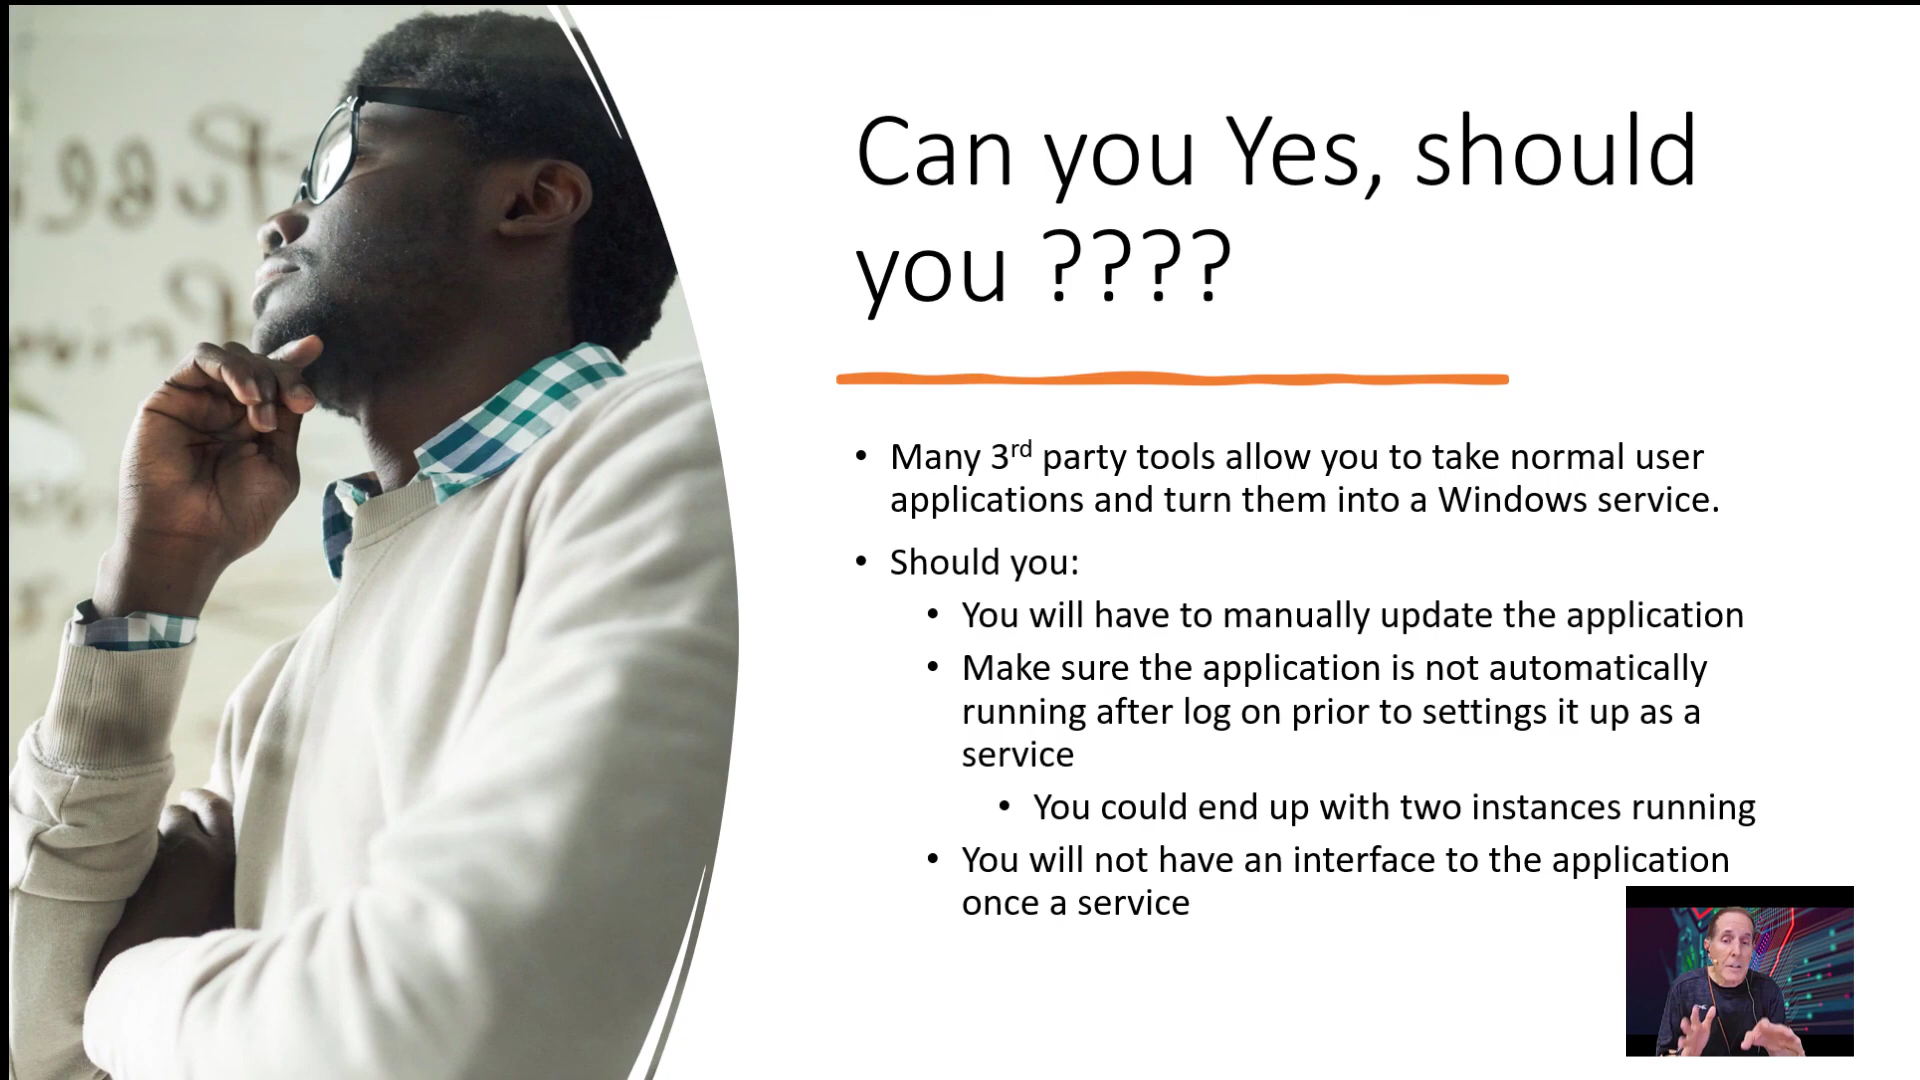 Can you Yes, should
you ????
• Many 3rd party tools allow you to take normal user
applications and turn them into a Windows service.
• Should you:
• You will have to manually update the application
• Make sure the application is not automatically
running after log on prior to settings it up as a
service
• You could end up with two instances running
• You will not have an interface to the application
once a service